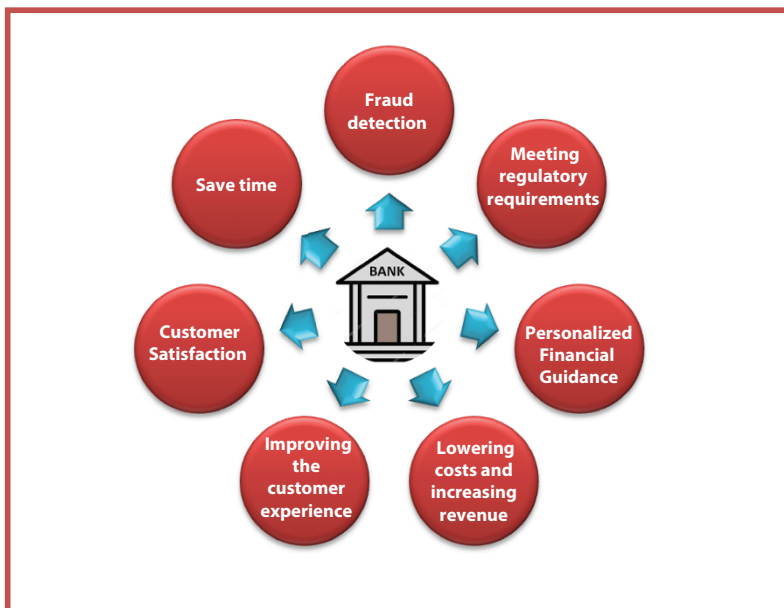 Fraud
detection
Meeting
regulatory
requirements
Save time
BANK
Customer
Satisfaction
Personalized
Financial
Guidance
Improving
the
customer
experience
Lowering
costs and
increasing
revenue